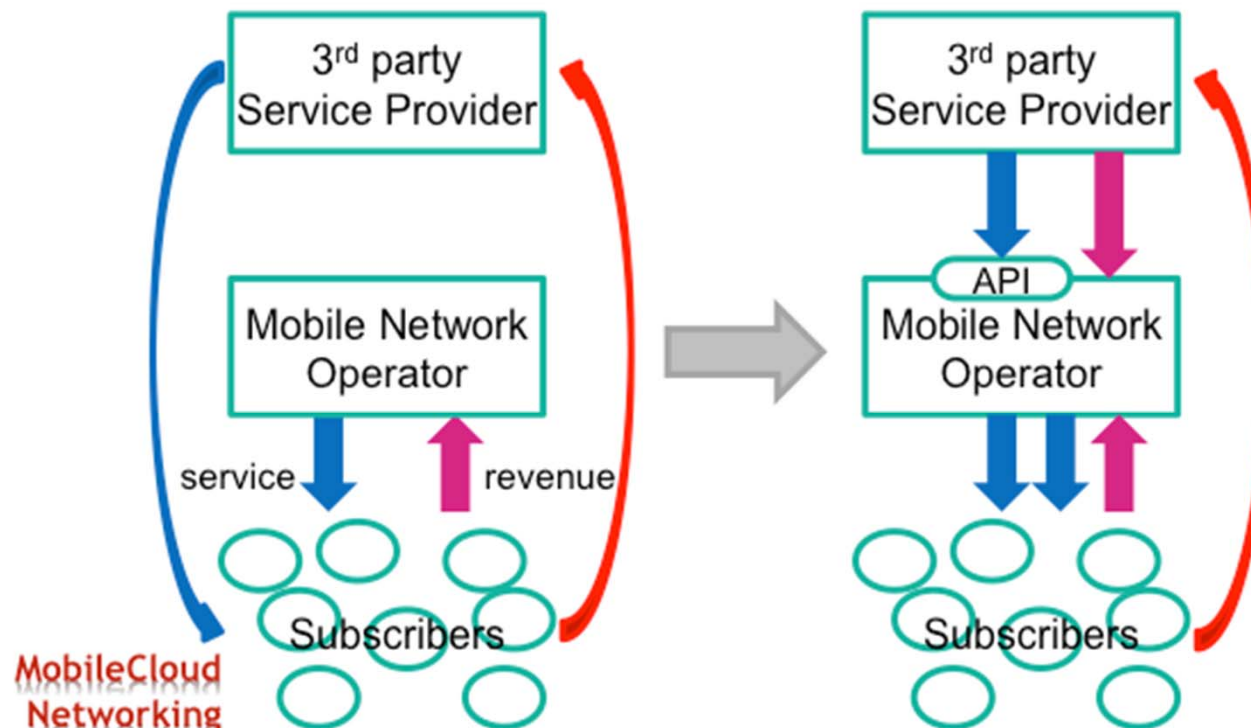 3rd party
Service Provider
Mobile Network
Operator
service
revenue
Subscribers
MobileCloud
Networking
3rd party
Service Provider
API
Mobile Network
Operator
Subscribers